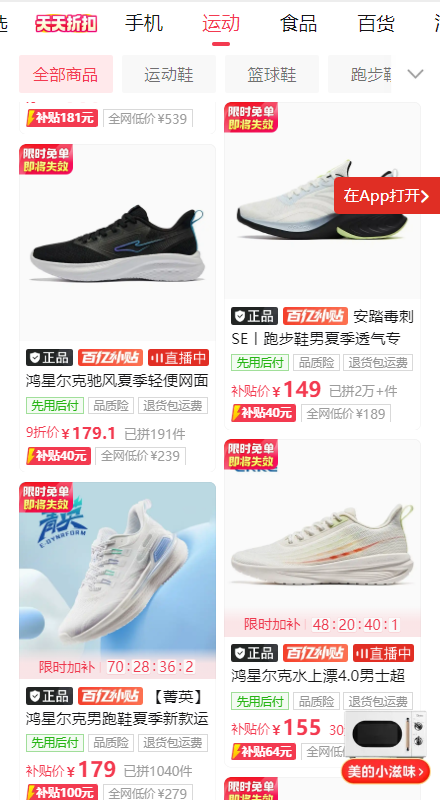 天天折扣 手机 运动 食品 百货
全部商品 运动鞋 篮球鞋 跑步鞋
补贴181元 全网低价¥539
限时免单
即将失效
正品 百亿补贴 直播中
鸿星尔克驰风夏季轻便网面
先用后付 品质险 退货包运费
9折价¥179.1 已拼191件
补贴40元 全网低价¥239
限时免单
即将失效
菁英
E-DYNAFOAM
限时加补 70:28:36:2
正品 百亿补贴 【菁英】
鸿星尔克男跑鞋夏季新款运
先用后付 品质险 退货包运费
补贴价¥179 已拼1040件
补贴100元 全网低价¥279
限时免单
即将失效
在App打开
正品 百亿补贴 安踏毒刺
SE丨跑步鞋男夏季透气专
先用后付 品质险 退货包运费
补贴价¥149 已拼2万+件
补贴40元 全网低价¥189
限时免单
即将失效
限时加补 48:20:40:1
正品 百亿补贴 直播中
鸿星尔克水上漂4.0男士超
先用后付 品质险 退货包运费
补贴价¥155
补贴64元 全网低
美的小滋味
限时免单